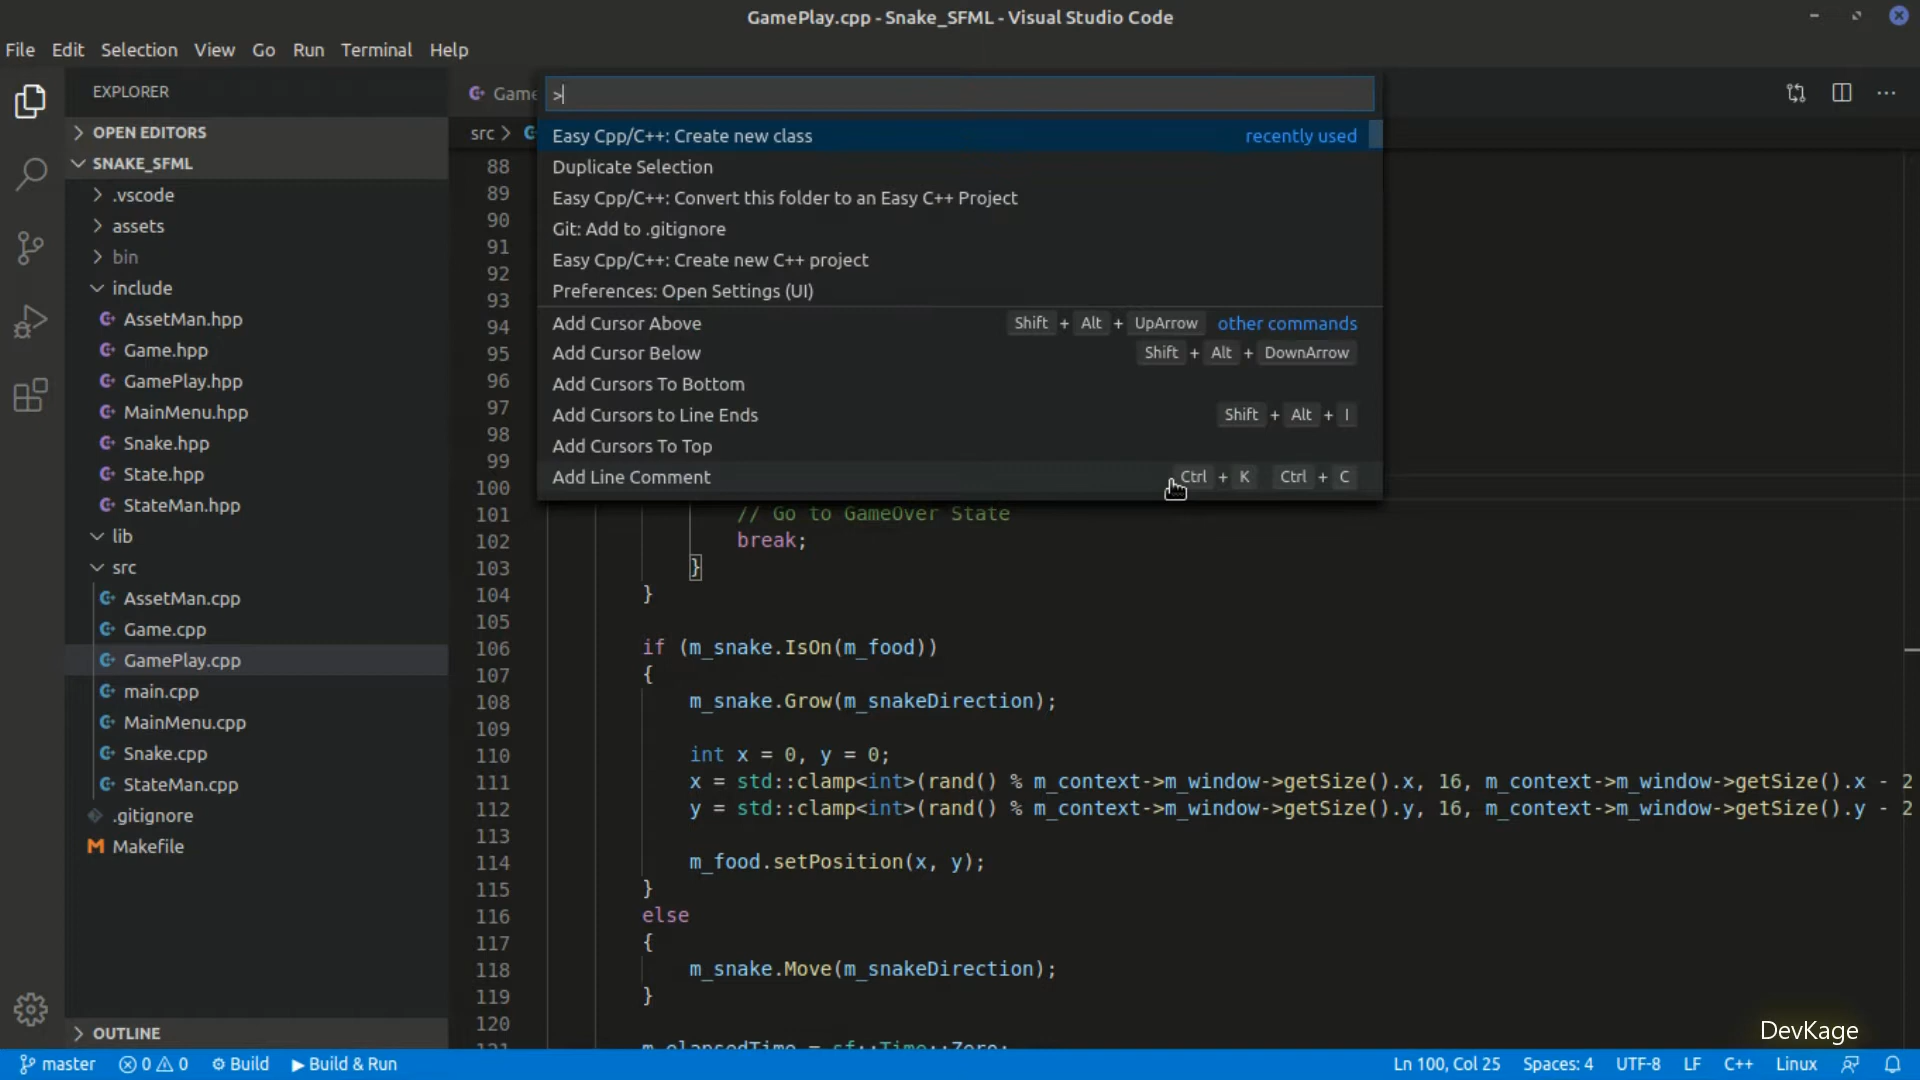 GamePlay.cpp - Snake_SFML - Visual Studio Code
File Edit Selection View Go Run Terminal Help
EXPLORER
OPEN EDITORS
SNAKE_SFML
.vscode
assets
bin
include
AssetMan.hpp
Game.hpp
GamePlay.hpp
MainMenu.hpp
Snake.hpp
State.hpp
StateMan.hpp
lib
src
AssetMan.cpp
Game.cpp
GamePlay.cpp
main.cpp
MainMenu.cpp
Snake.cpp
StateMan.cpp
.gitignore
M Makefile
OUTLINE
Game
src >
>
Easy Cpp/C++: Create new class recently used
Duplicate Selection
Easy Cpp/C++: Convert this folder to an Easy C++ Project
Git: Add to .gitignore
Easy Cpp/C++: Create new C++ project
Preferences: Open Settings (UI)
Add Cursor Above Shift + Alt + UpArrow other commands
Add Cursor Below Shift + Alt + DownArrow
Add Cursors To Bottom
Add Cursors to Line Ends Shift + Alt + I
Add Cursors To Top
Add Line Comment Ctrl + K Ctrl + C
88
89
90
91
92
93
94
95
96
97
98
99
100
101 // Go to GameOver State
102 break;
103 }
104 }
105
106 if (m_snake.IsOn(m_food))
107 {
108 m_snake.Grow(m_snakeDirection);
109
110 int x = 0, y = 0;
111 x = std::clamp<int>(rand() % m_context->m_window->getSize().x, 16, m_context->m_window->getSize().x - 2
112 y = std::clamp<int>(rand() % m_context->m_window->getSize().y, 16, m_context->m_window->getSize().y - 2
113
114 m_food.setPosition(x, y);
115 }
116 else
117 {
118 m_snake.Move(m_snakeDirection);
119 }
120
121 m_elapsedTime = sf::Time::Zero;
DevKage
master 0 0 Build Build & Run Ln 100, Col 25 Spaces: 4 UTF-8 LF C++ Linux